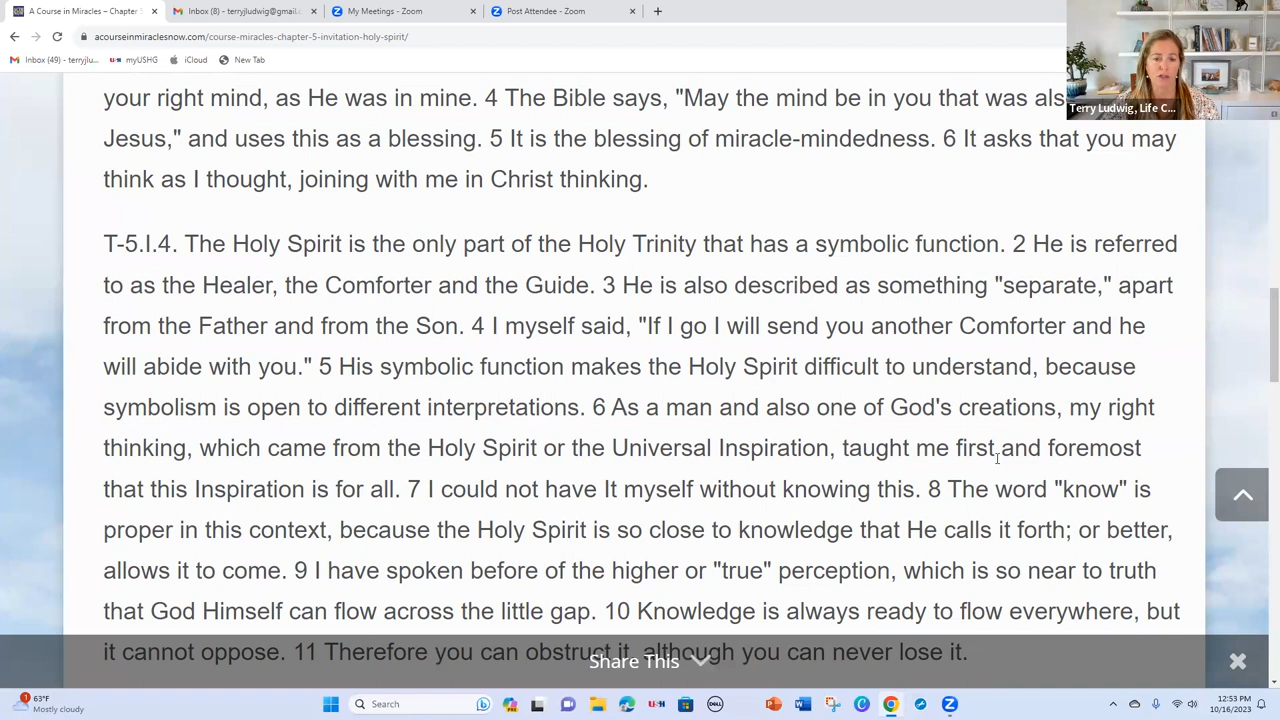 A Course in Miracles – Chapter 5
Inbox (8) - terryjludwig@gmail.c
My Meetings - Zoom
Post Attendee - Zoom
acourseinmiraclesnow.com/course-miracles-chapter-5-invitation-holy-spirit/
Inbox (49) - terryjlu...
myUSHG
iCloud
New Tab
Terry Ludwig, Life C...
your right mind, as He was in mine. 4 The Bible says, "May the mind be in you that was als
Jesus," and uses this as a blessing. 5 It is the blessing of miracle-mindedness. 6 It asks that you may
think as I thought, joining with me in Christ thinking.
T-5.I.4. The Holy Spirit is the only part of the Holy Trinity that has a symbolic function. 2 He is referred
to as the Healer, the Comforter and the Guide. 3 He is also described as something "separate," apart
from the Father and from the Son. 4 I myself said, "If I go I will send you another Comforter and he
will abide with you." 5 His symbolic function makes the Holy Spirit difficult to understand, because
symbolism is open to different interpretations. 6 As a man and also one of God's creations, my right
thinking, which came from the Holy Spirit or the Universal Inspiration, taught me first and foremost
that this Inspiration is for all. 7 I could not have It myself without knowing this. 8 The word "know" is
proper in this context, because the Holy Spirit is so close to knowledge that He calls it forth; or better,
allows it to come. 9 I have spoken before of the higher or "true" perception, which is so near to truth
that God Himself can flow across the little gap. 10 Knowledge is always ready to flow everywhere, but
it cannot oppose. 11 Therefore you can obstruct it, although you can never lose it.
Share This
1
63°F
Mostly cloudy
Search
12:53 PM
10/16/2023